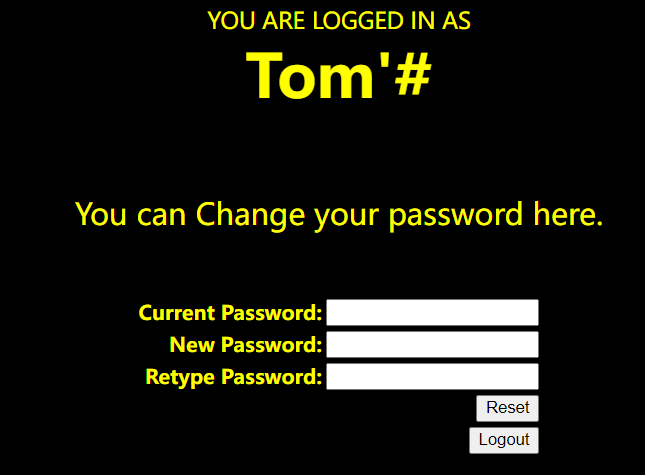 YOU ARE LOGGED IN AS
Tom'#
You can Change your password here.
Current Password:
New Password:
Retype Password:
Reset
Logout